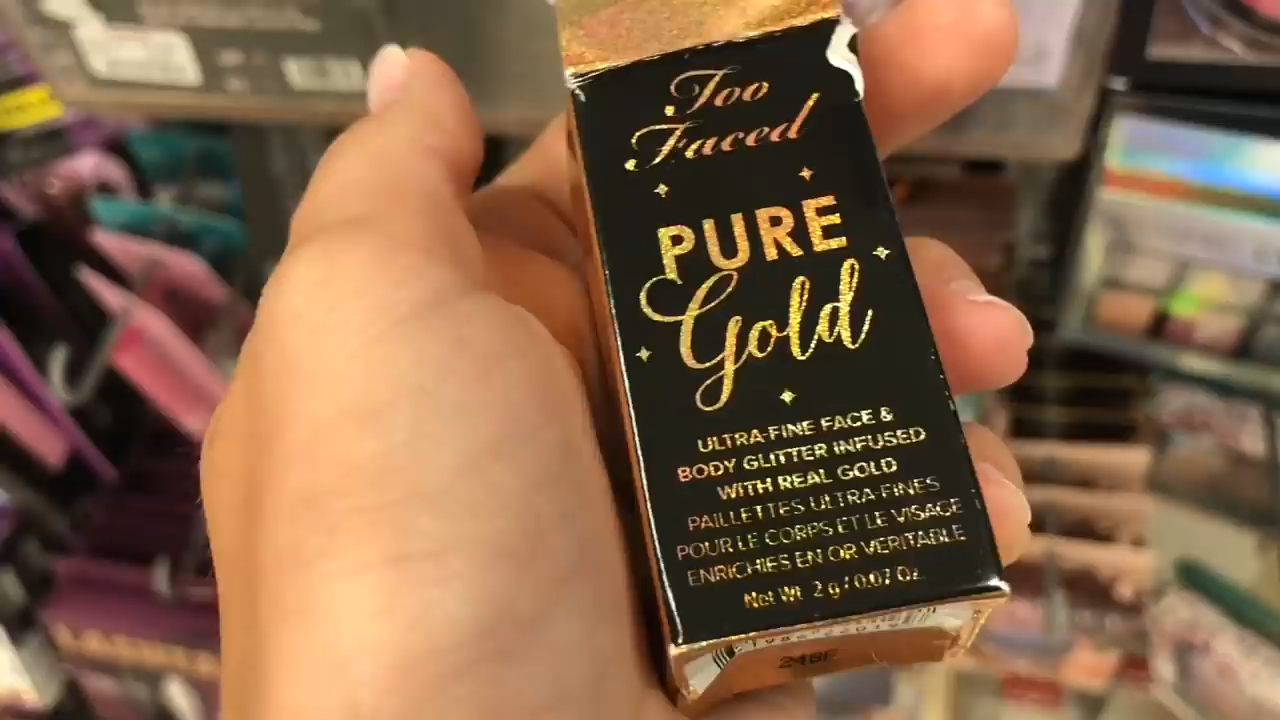 Too
Faced
PURE
Gold
ULTRA-FINE FACE &
BODY GLITTER INFUSED
WITH REAL GOLD
PAILLETTES ULTRA-FINES
POUR LE CORPS ET LE VISAGE
ENRICHIES EN OR VERITABLE
Net Wt 2 g / 0.07 Oz.